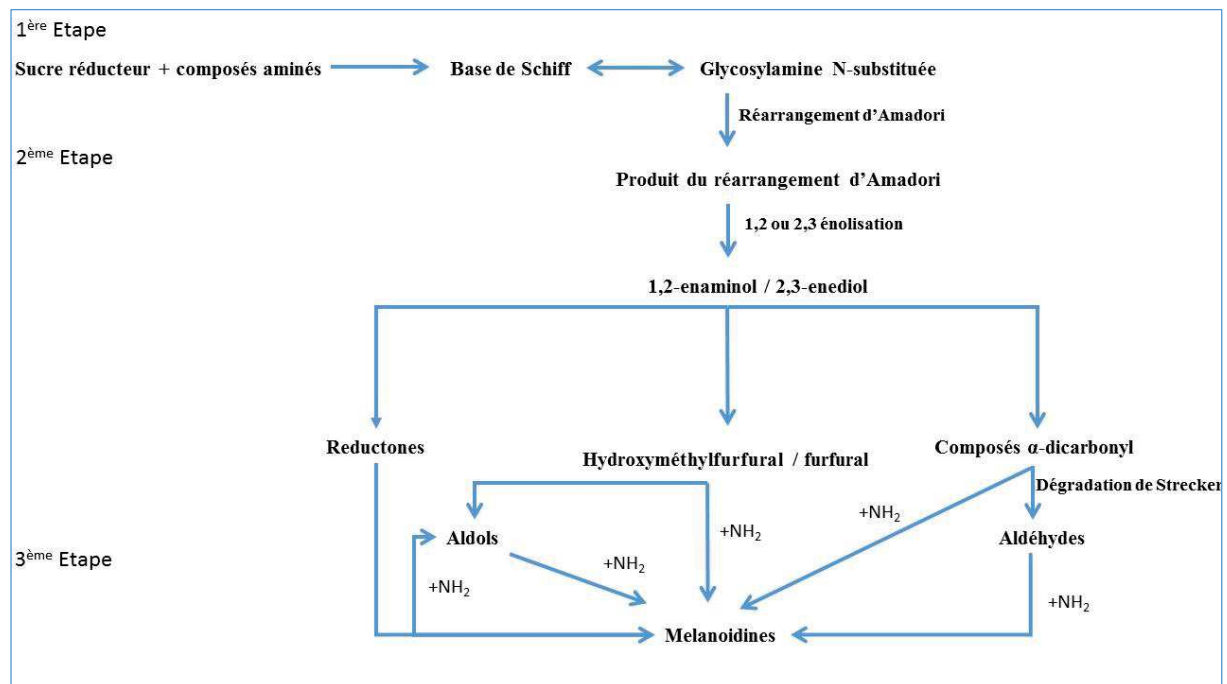 1ère Etape
Sucre réducteur + composés aminés
Base de Schiff
Glycosylamine N-substituée
Réarrangement d’Amadori
2ème Etape
Produit du réarrangement d’Amadori
1,2 ou 2,3 énolisation
1,2-enaminol / 2,3-enediol
Reductones
Hydroxyméthylfurfural / furfural
Composés α-dicarbonyl
Dégradation de Strecker
+NH2
+NH2
Aldols
Aldéhydes
3ème Etape
+NH2
+NH2
+NH2
Melanoidines